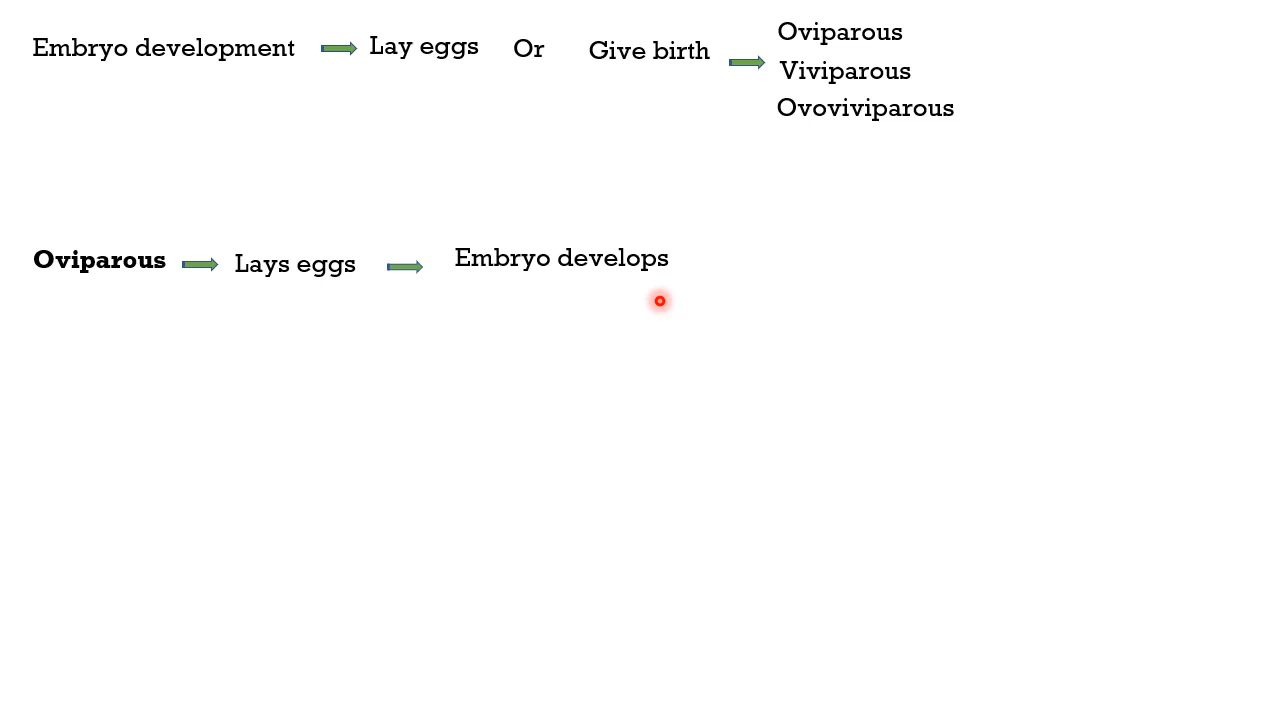 Embryo development Lay eggs Or Give birth
Oviparous
Viviparous
Ovoviviparous
Oviparous Lays eggs Embryo develops